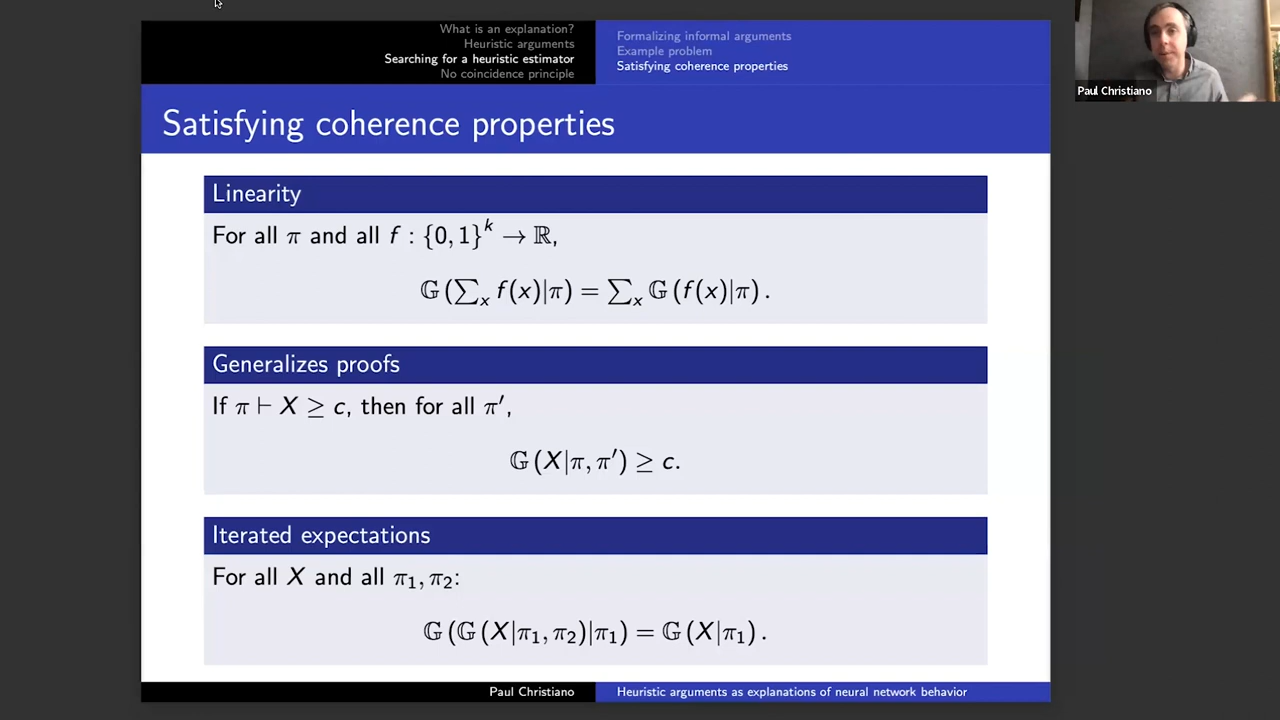 What is an explanation?
Heuristic arguments
Searching for a heuristic estimator
No coincidence principle
Formalizing informal arguments
Example problem
Satisfying coherence properties
Paul Christiano
Satisfying coherence properties
Linearity
For all π and all f : {0, 1}ᵏ → ℝ,
𝔾 (∑ₓ f(x)|π) = ∑ₓ 𝔾 (f(x)|π) .
Generalizes proofs
If π ⊢ X ≥ c, then for all π′,
𝔾 (X|π, π′) ≥ c.
Iterated expectations
For all X and all π₁, π₂:
𝔾 (𝔾 (X|π₁, π₂)|π₁) = 𝔾 (X|π₁) .
Paul Christiano
Heuristic arguments as explanations of neural network behavior